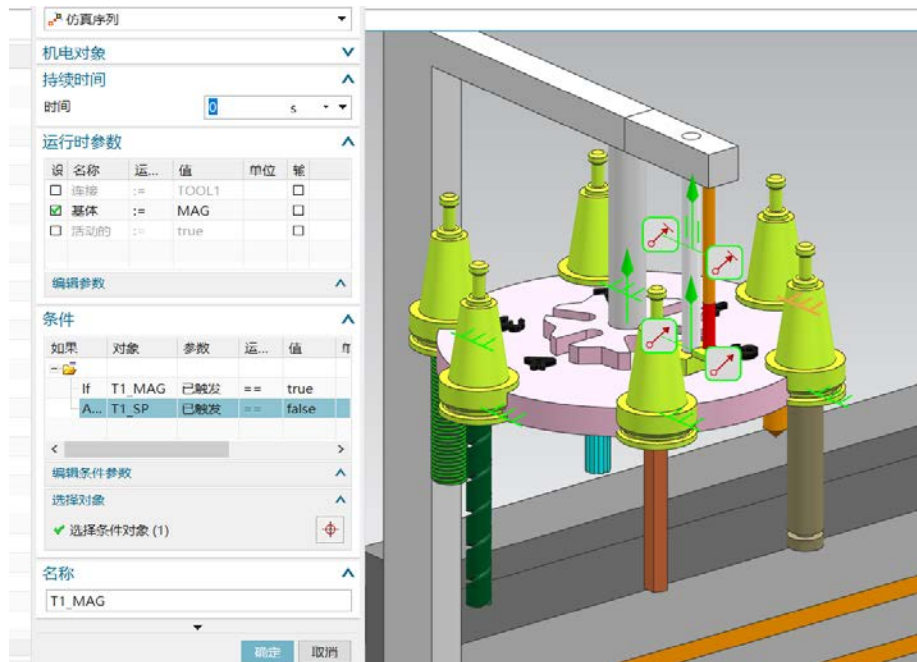 仿真序列
机电对象
持续时间
时间 0 s
运行时参数
设 名称 运... 值 单位 输
连接 := TOOL1
基体 := MAG
活动的 := true
编辑参数
条件
如果 对象 参数 运... 值
If T1_MAG 已触发 == true
A... T1_SP 已触发 == false
编辑条件参数
选择对象
选择条件对象 (1)
名称
T1_MAG
确定 取消